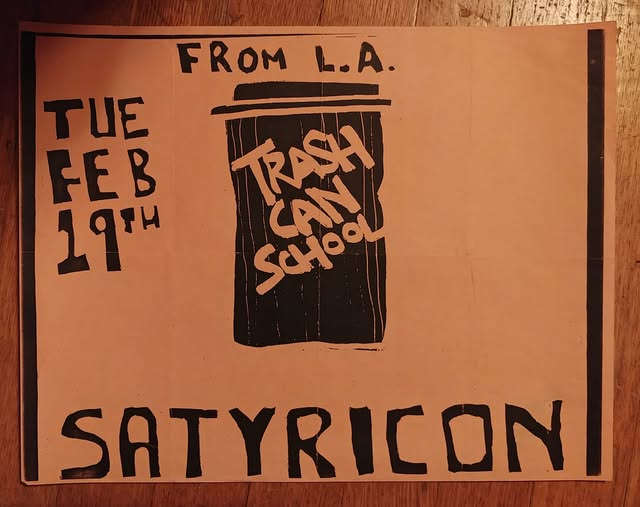 FROM L.A.
TUE
FEB
19TH
TRASH
CAN
SCHOOL
SATYRICON